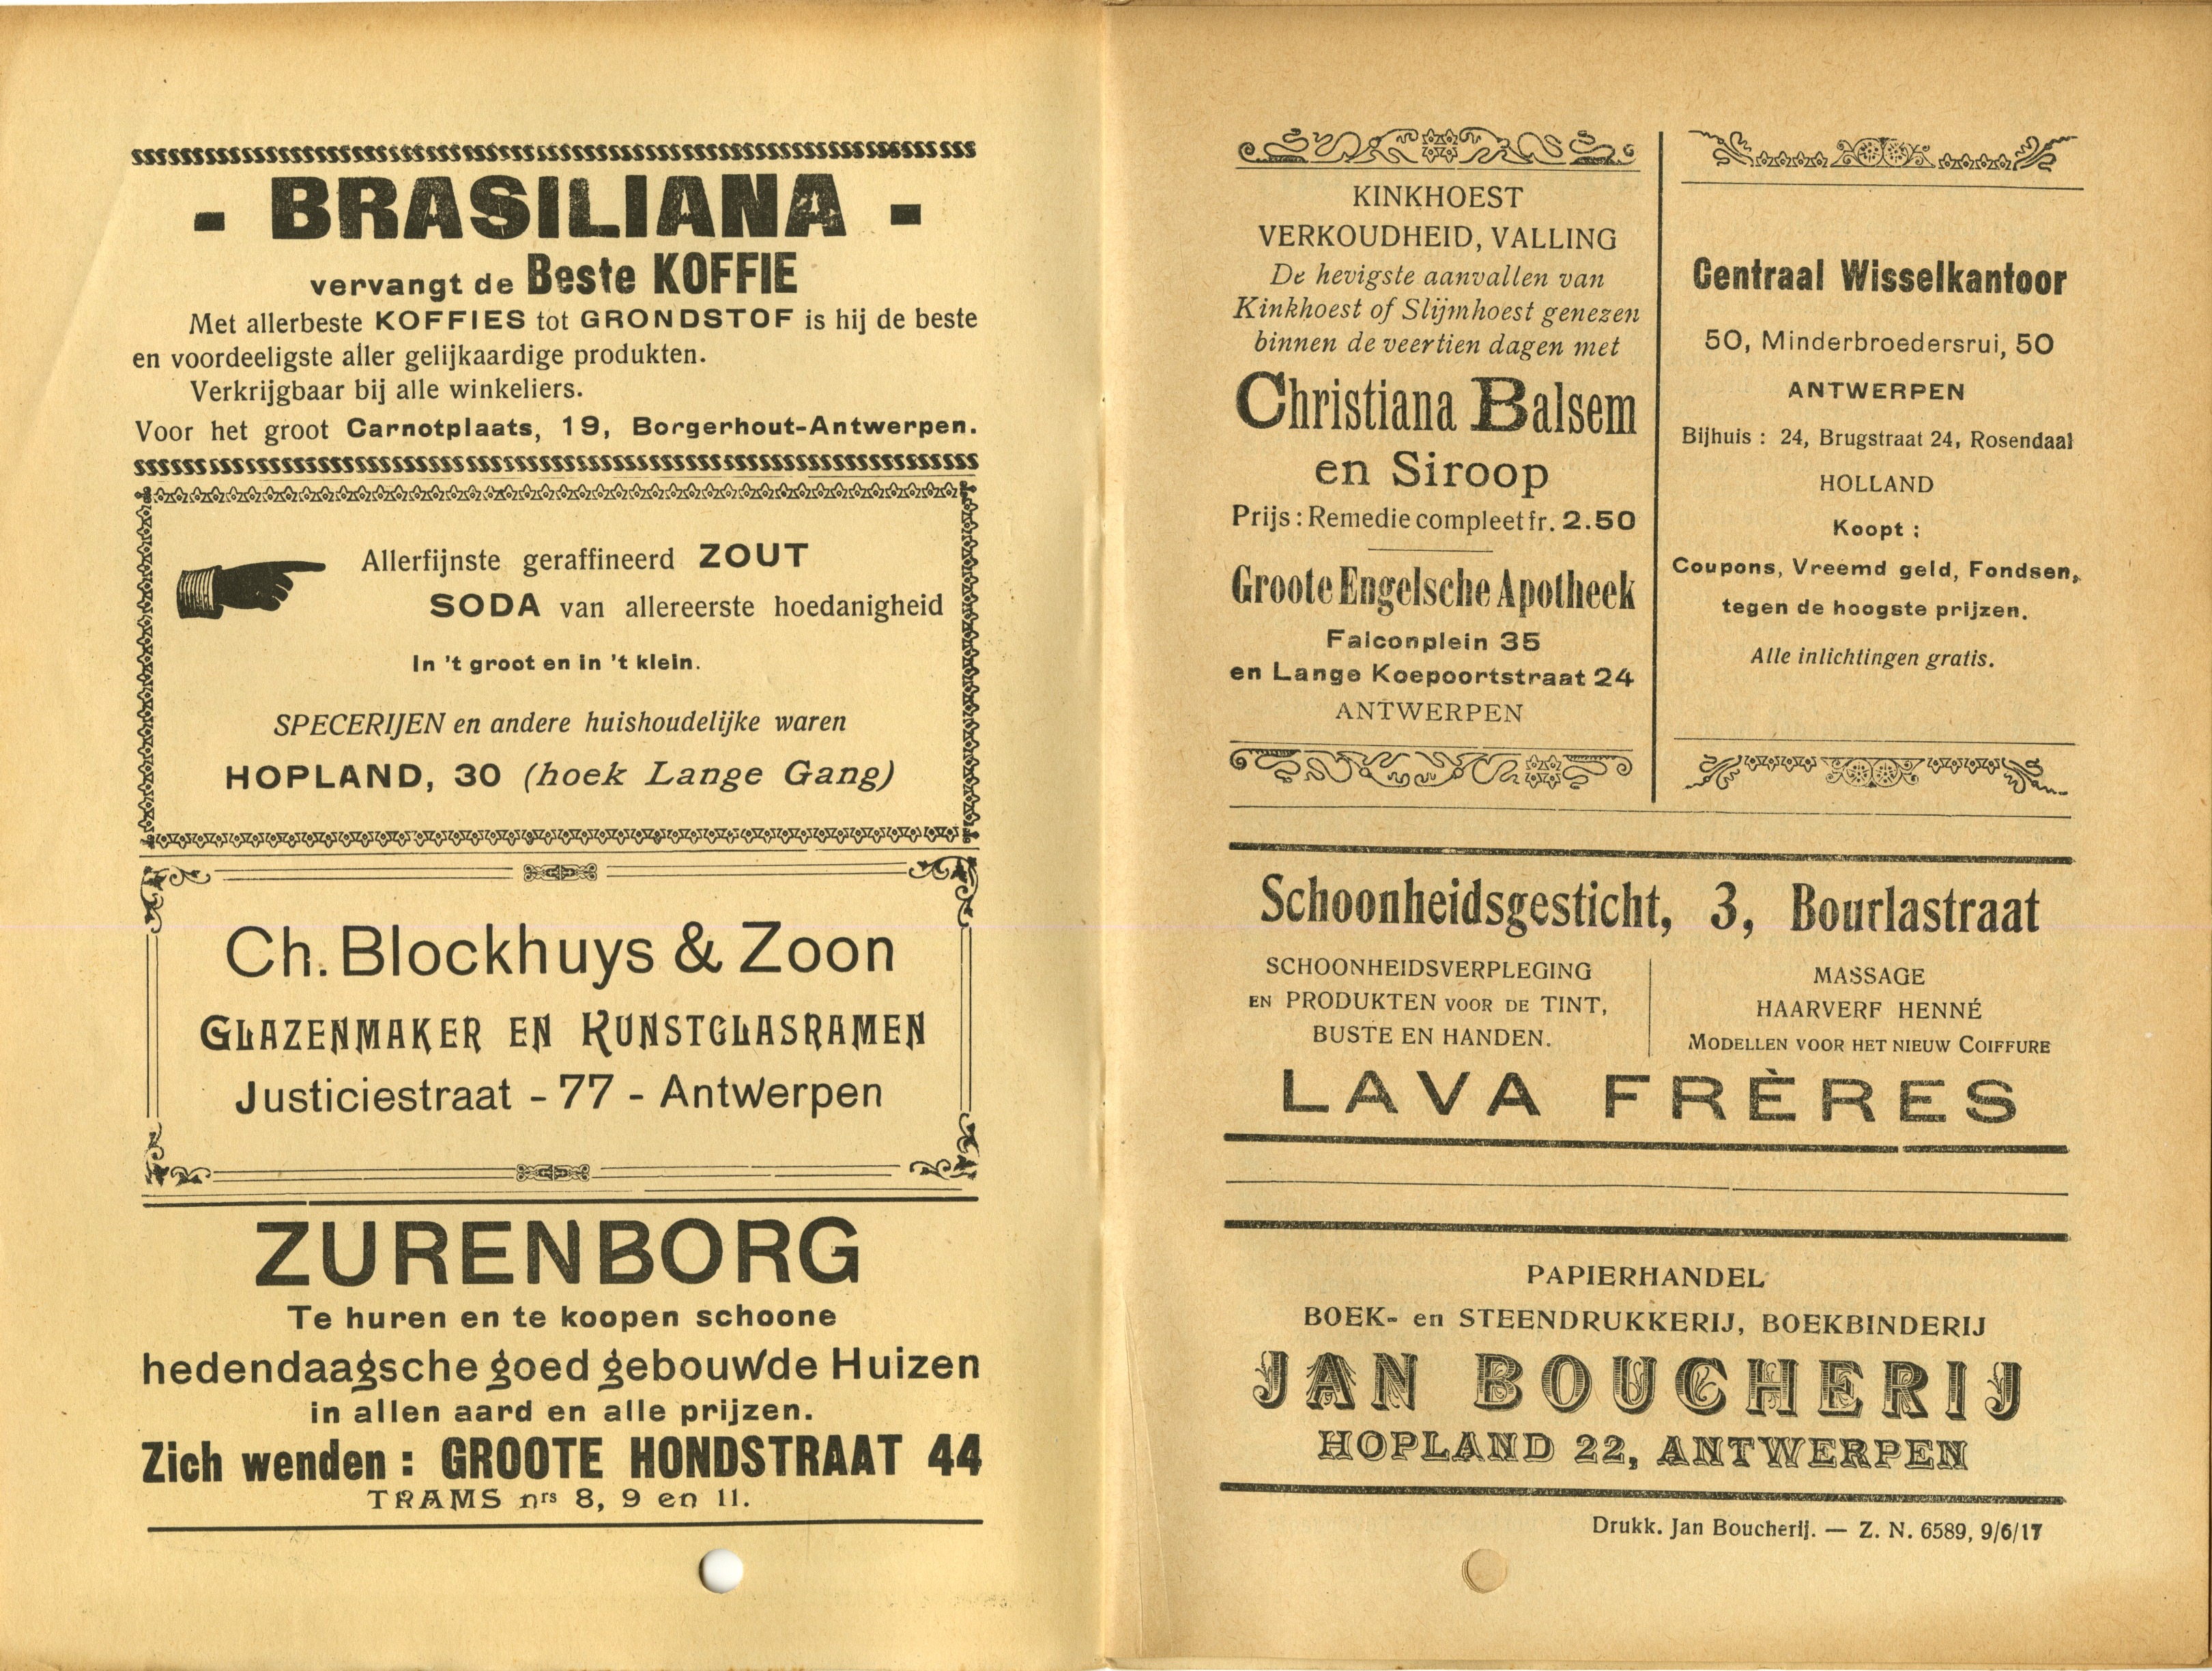 - BRASILIANA -
vervangt de Beste KOFFIE
Met allerbeste KOFFIES tot GRONDSTOF is hij de beste
en voordeeligste aller gelijkaardige produkten.
Verkrijgbaar bij alle winkeliers.
Voor het groot Carnotplaats, 19, Borgerhout-Antwerpen.
Allerfijnste geraffineerd ZOUT
SODA van allereerste hoedanigheid
In 't groot en in 't klein.
SPECERIJEN en andere huishoudelijke waren
HOPLAND, 30 (hoek Lange Gang)
Ch. Blockhuys & Zoon
GLAZENMAKER EN KUNSTGLASRAMEN
Justiciestraat - 77 - Antwerpen
ZURENBORG
Te huren en te koopen schoone
hedendaagsche goed gebouwde Huizen
in allen aard en alle prijzen.
Zich wenden : GROOTE HONDSTRAAT 44
TRAMS nrs 8, 9 en 11.
KINKHOEST
VERKOUDHEID, VALLING
De hevigste aanvallen van
Kinkhoest of Slijmhoest genezen
binnen de veertien dagen met
Christiana Balsem
en Siroop
Prijs : Remedie compleet fr. 2.50
Groote Engelsche Apotheek
Falconplein 35
en Lange Koepoortstraat 24
ANTWERPEN
Centraal Wisselkantoor
50, Minderbroedersrui, 50
ANTWERPEN
Bijhuis : 24, Brugstraat 24, Rosendaal
HOLLAND
Koopt :
Coupons, Vreemd geld, Fondsen,
tegen de hoogste prijzen.
Alle inlichtingen gratis.
Schoonheidsgesticht, 3, Bourlastraat
SCHOONHEIDSVERPLEGING
EN PRODUKTEN VOOR DE TINT,
BUSTE EN HANDEN.
MASSAGE
HAARVERF HENNÉ
MODELLEN VOOR HET NIEUW COIFFURE
LAVA FRÈRES
PAPIERHANDEL
BOEK- en STEENDRUKKERIJ, BOEKBINDERIJ
JAN BOUCHERIJ
HOPLAND 22, ANTWERPEN
Drukk. Jan Boucherij. — Z. N. 6589, 9/6/17